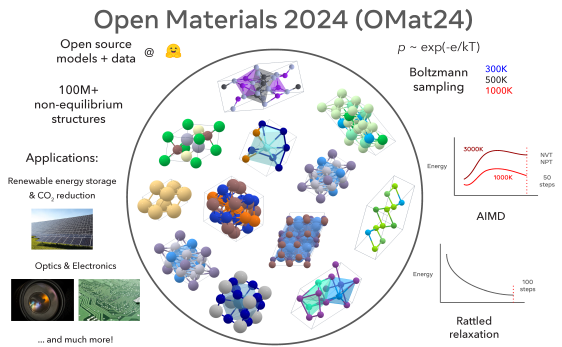 Open Materials 2024 (OMat24)
Open source
models + data @ 🤗
100M+
non-equilibrium
structures
Applications:
Renewable energy storage
& CO₂ reduction
Optics & Electronics
... and much more!
p ~ exp(-e/kT)
Boltzmann
sampling
300K
500K
1000K
Energy
3000K
1000K
NVT
NPT
50
steps
AIMD
Energy
100
steps
Rattled
relaxation